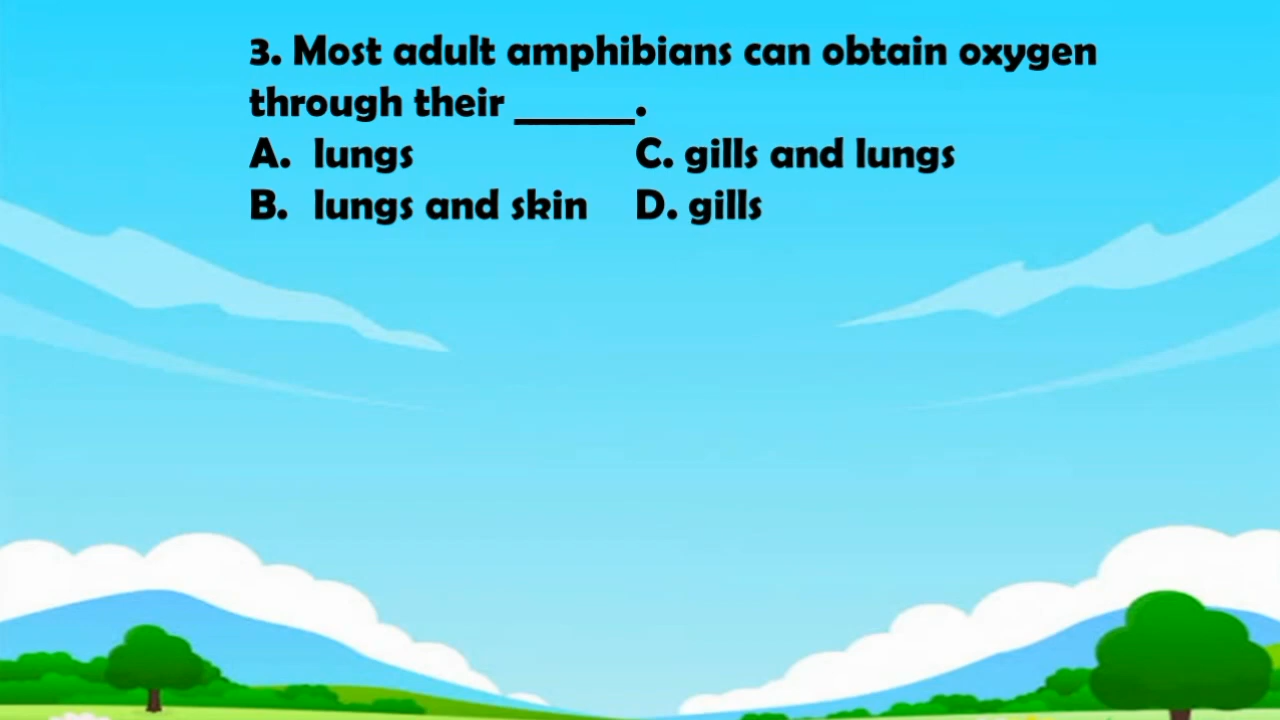 3. Most adult amphibians can obtain oxygen
through their ______.
A. lungs C. gills and lungs
B. lungs and skin D. gills